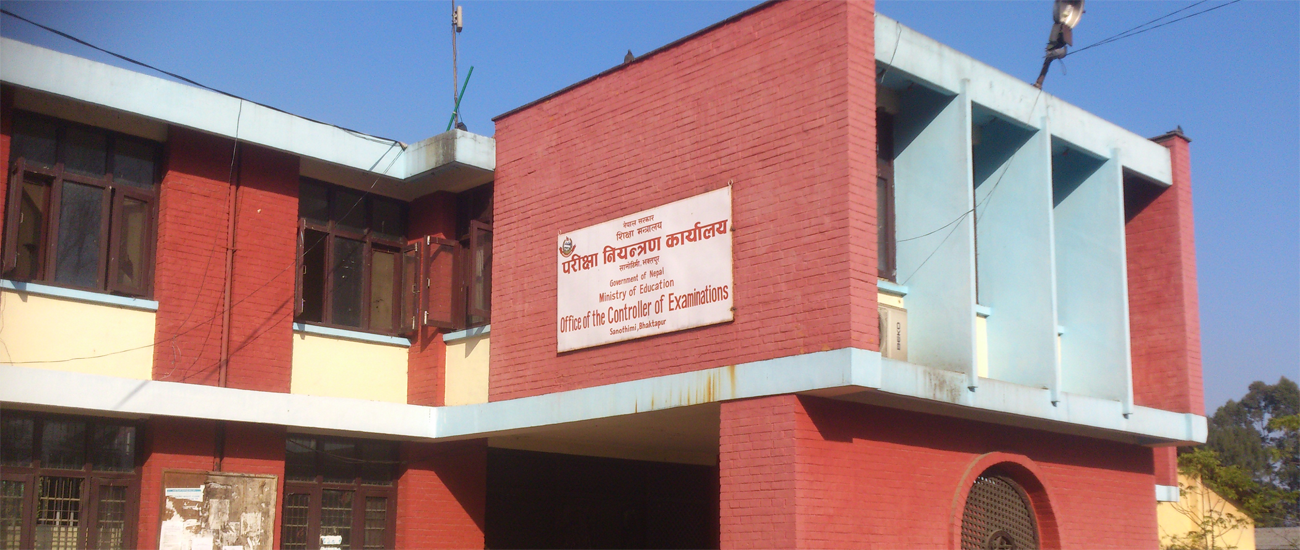 नेपाल सरकार
शिक्षा मन्त्रालय
परीक्षा नियन्त्रण कार्यालय
सानोठिमी, भक्तपुर
Government of Nepal
Ministry of Education
Office of the Controller of Examinations
Sanothimi, Bhaktapur